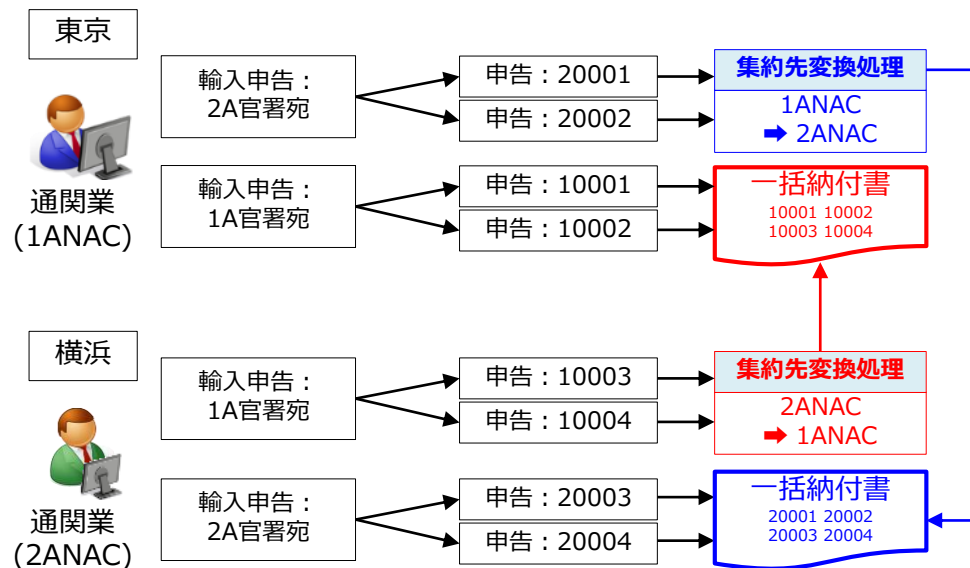 東京
通関業
(1ANAC)
輸入申告：
2A官署宛
申告：20001
申告：20002
集約先変換処理
1ANAC
➡ 2ANAC
輸入申告：
1A官署宛
申告：10001
申告：10002
一括納付書
10001 10002
10003 10004
横浜
通関業
(2ANAC)
輸入申告：
1A官署宛
申告：10003
申告：10004
集約先変換処理
2ANAC
➡ 1ANAC
輸入申告：
2A官署宛
申告：20003
申告：20004
一括納付書
20001 20002
20003 20004